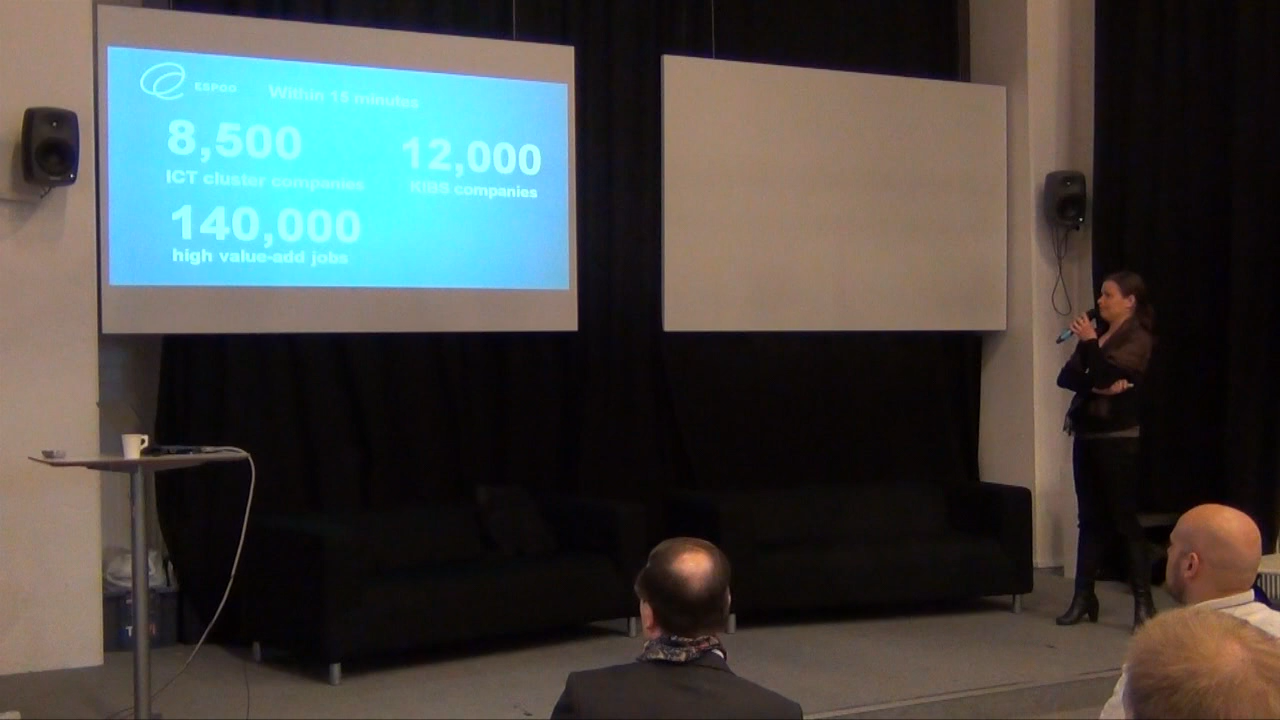 ESPOO
Within 15 minutes
8,500
ICT cluster companies
12,000
KIBS companies
140,000
high value-add jobs